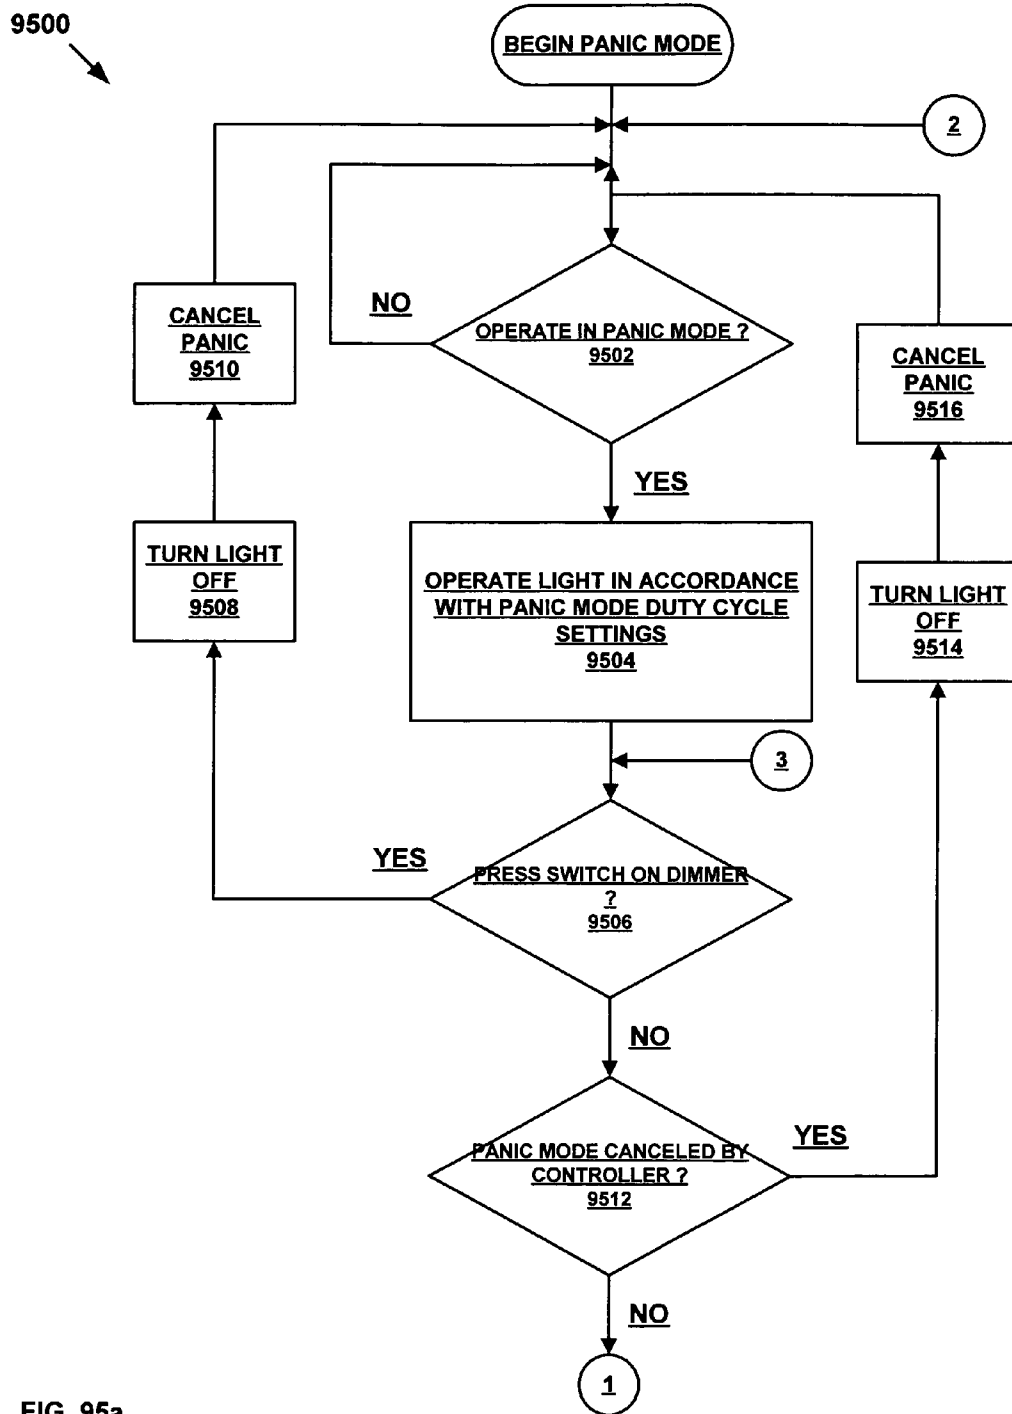 9500
BEGIN PANIC MODE
2
NO
OPERATE IN PANIC MODE ?
9502
CANCEL
PANIC
9510
CANCEL
PANIC
9516
YES
TURN LIGHT
OFF
9508
OPERATE LIGHT IN ACCORDANCE
WITH PANIC MODE DUTY CYCLE
SETTINGS
9504
TURN LIGHT
OFF
9514
3
YES
PRESS SWITCH ON DIMMER
?
9506
NO
PANIC MODE CANCELED BY
CONTROLLER ?
9512
YES
NO
1
FIG. 95a